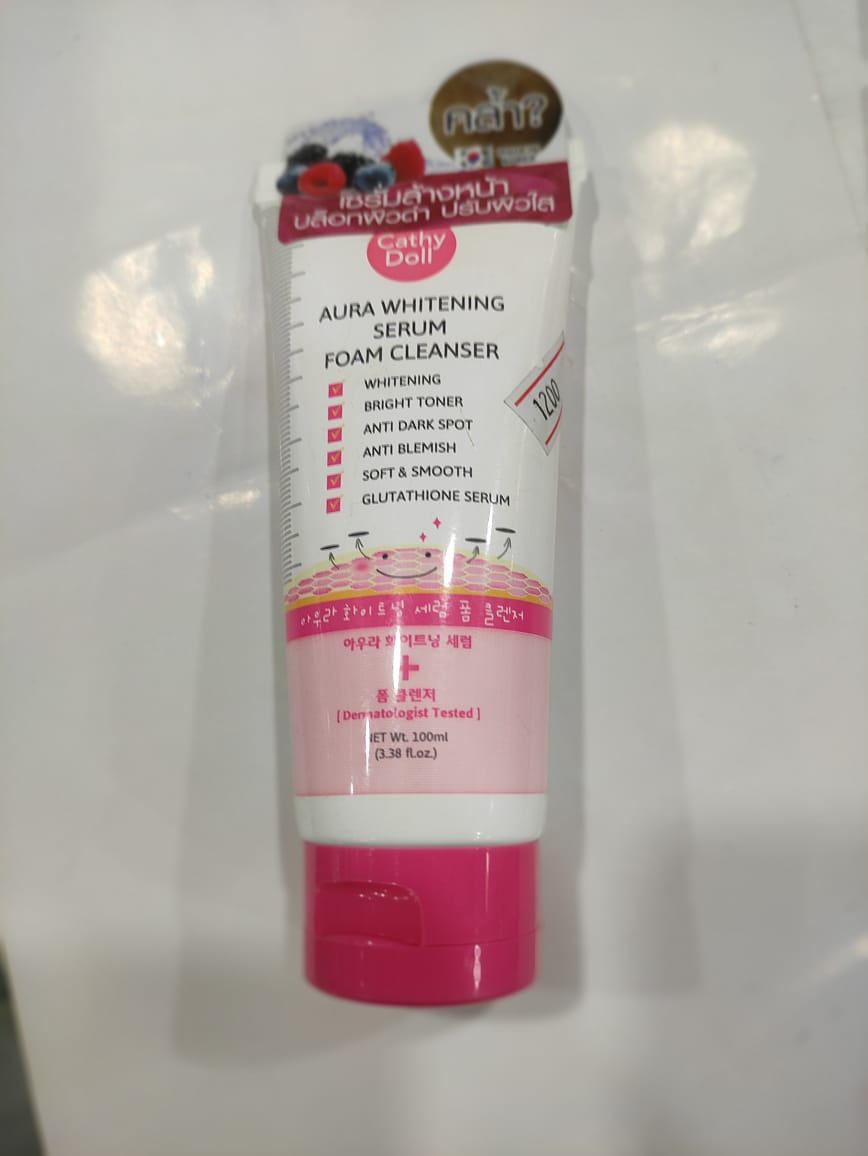 คล้ำ?
เซรั่มล้างหน้า
บล็อกผิวดำ ปรับผิวใส
Cathy
Doll
AURA WHITENING
SERUM
FOAM CLEANSER
WHITENING
BRIGHT TONER
ANTI DARK SPOT
ANTI BLEMISH
SOFT & SMOOTH
GLUTATHIONE SERUM
1200
아우라 화이트닝 세럼 폼 클렌저
아우라 화이트닝 세럼
+
폼 클렌저
[ Dermatologist Tested ]
NET Wt. 100ml
(3.38 fl.oz.)